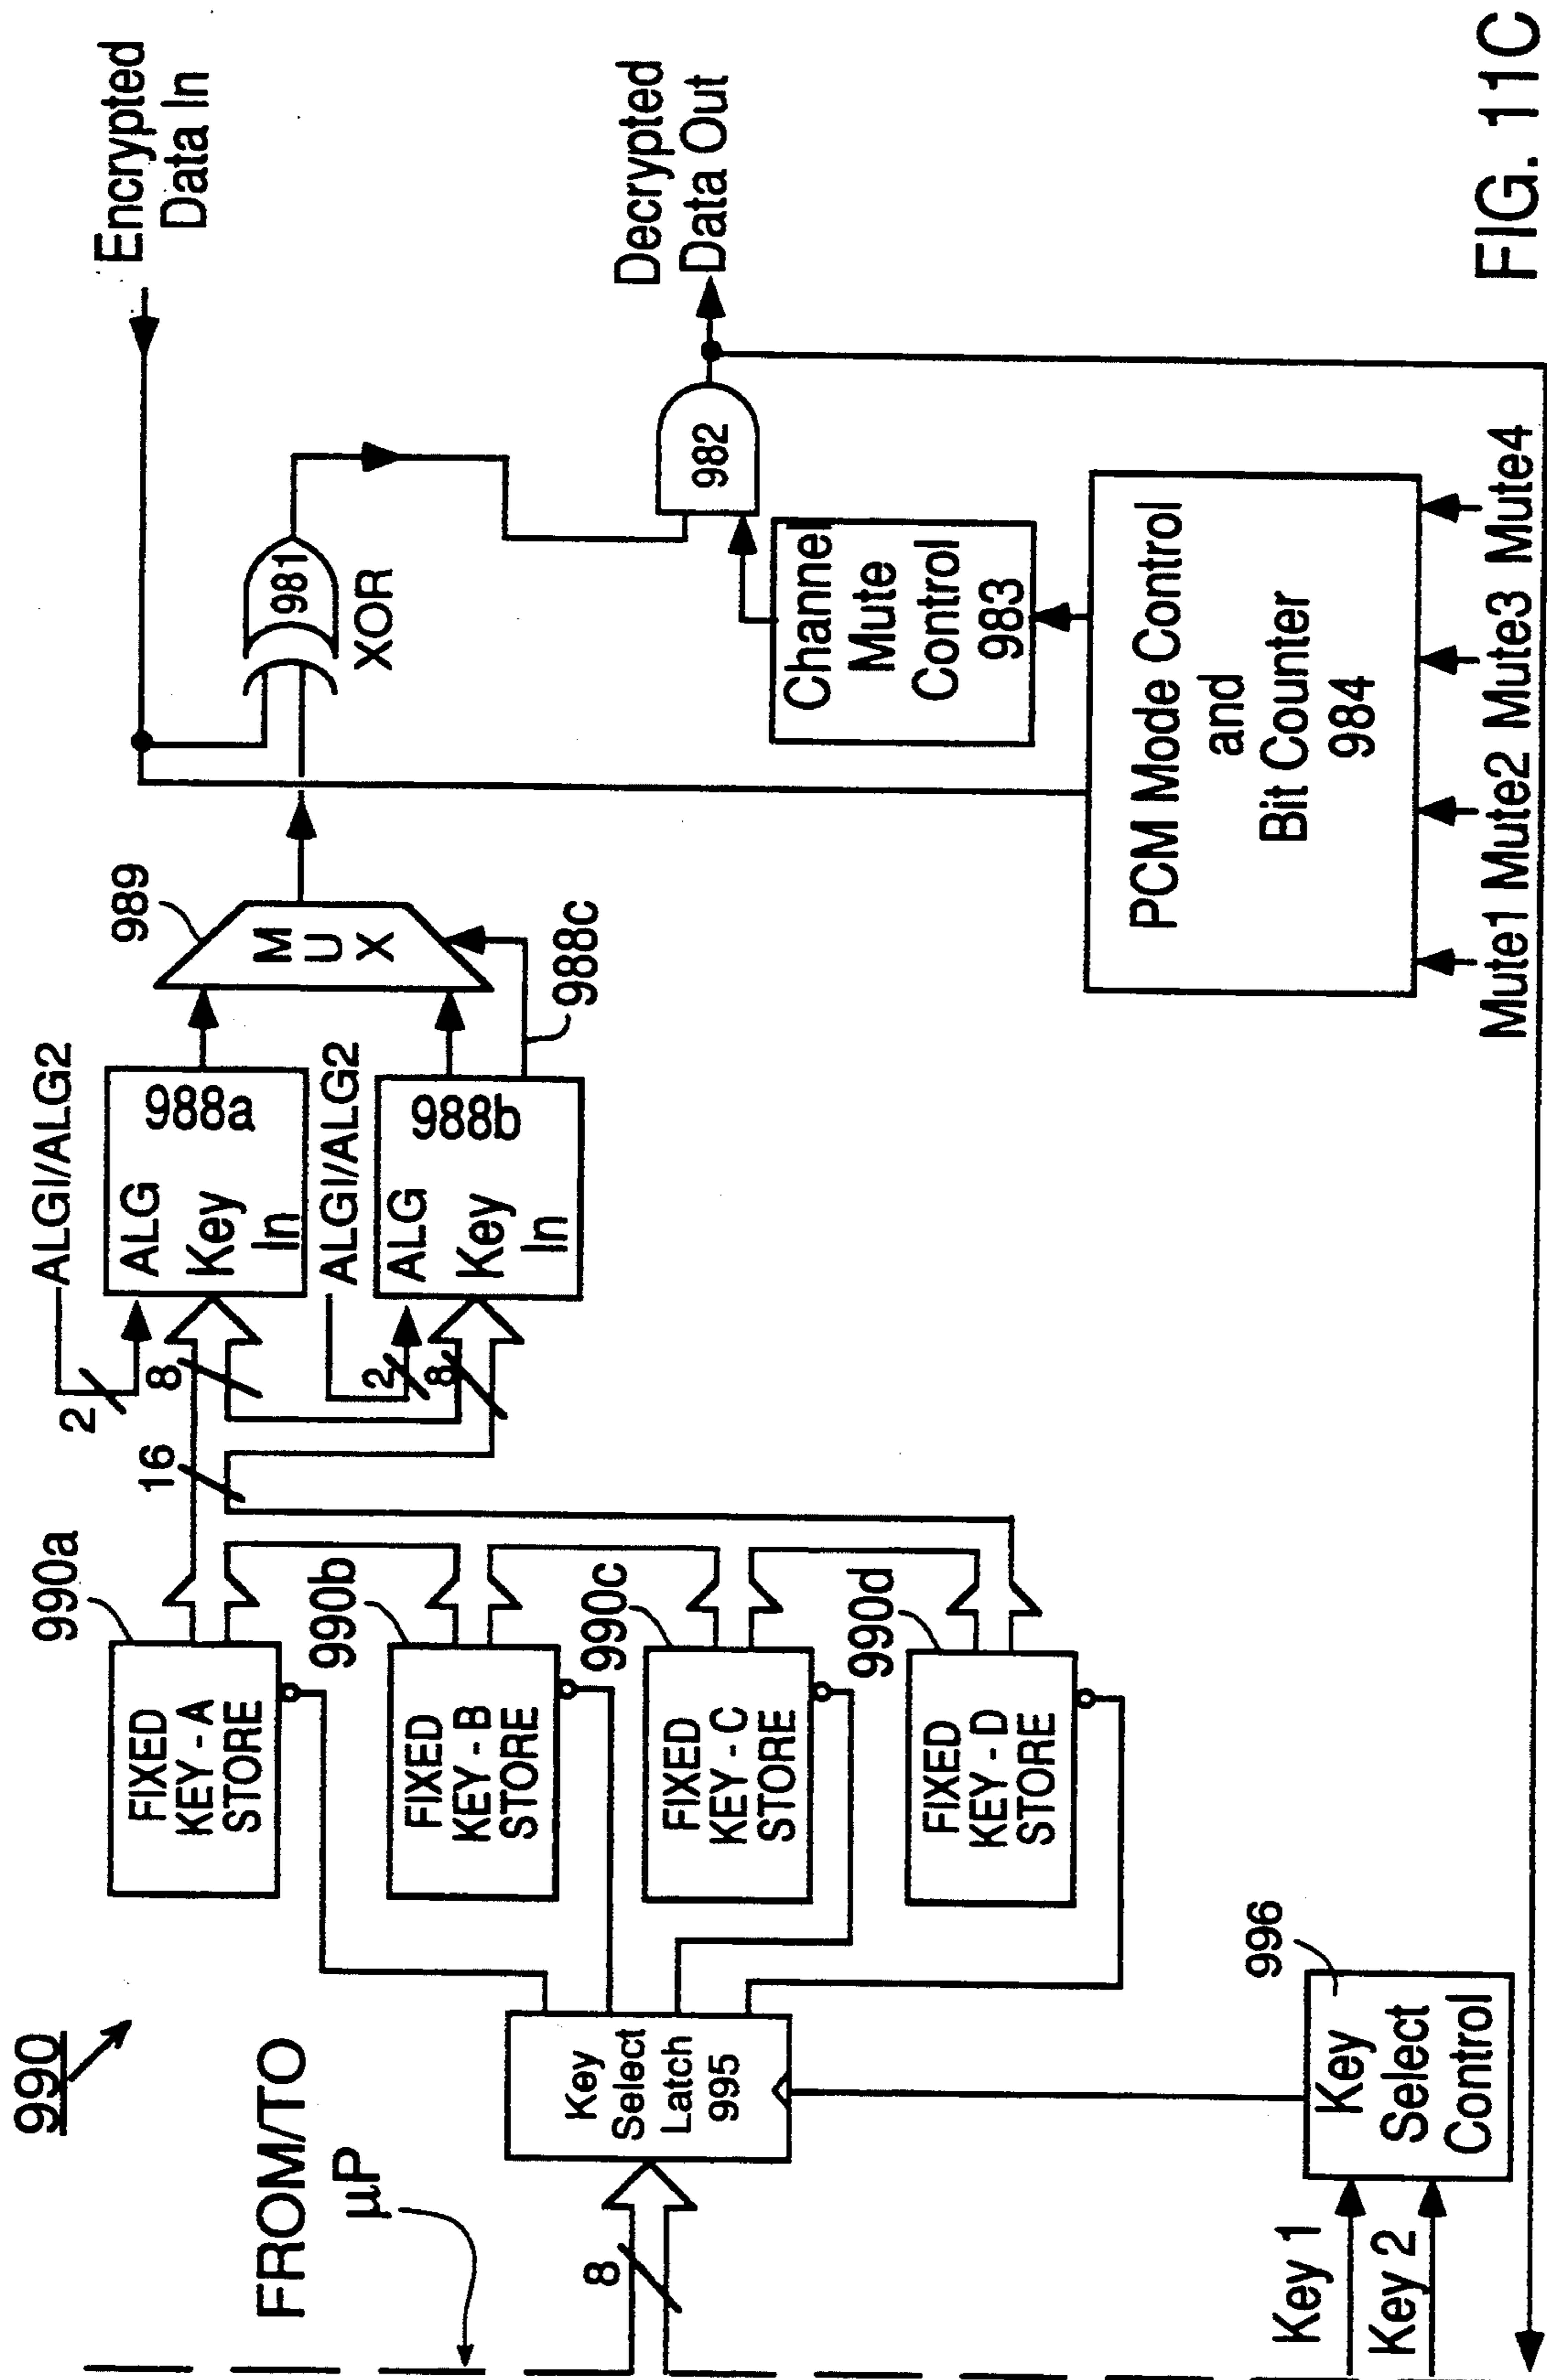 990
FROM/TO
µP
8
Key
Select
Latch
995
Key 1
Key 2
996
Key
Select
Control
990a
FIXED
KEY - A
STORE
990b
FIXED
KEY - B
STORE
990c
FIXED
KEY - C
STORE
990d
FIXED
KEY - D
STORE
16
2
8
ALGI/ALG2
ALG
988a
Key
In
2
8
ALGI/ALG2
ALG
988b
Key
In
988c
989
M
U
X
981
XOR
Encrypted
Data In
982
Decrypted
Data Out
Channel
Mute
Control
983
PCM Mode Control
and
Bit Counter
984
Mute1 Mute2 Mute3 Mute4
FIG. 11C